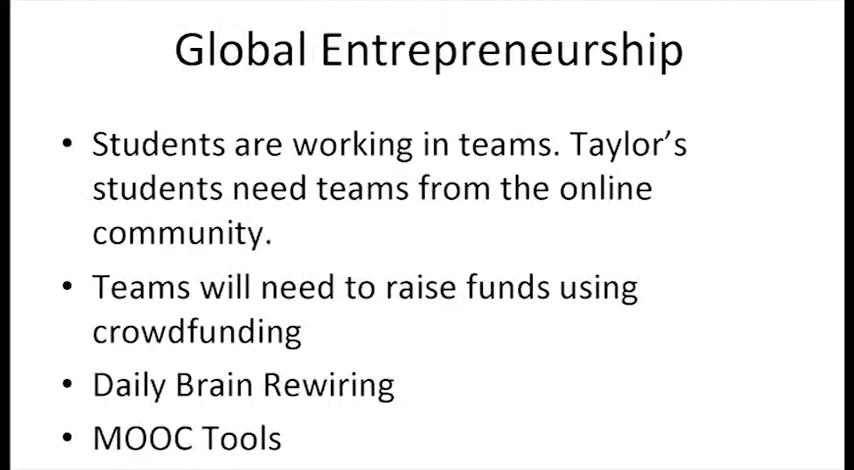 Global Entrepreneurship
• Students are working in teams. Taylor's
students need teams from the online
community.
• Teams will need to raise funds using
crowdfunding
• Daily Brain Rewiring
• MOOC Tools